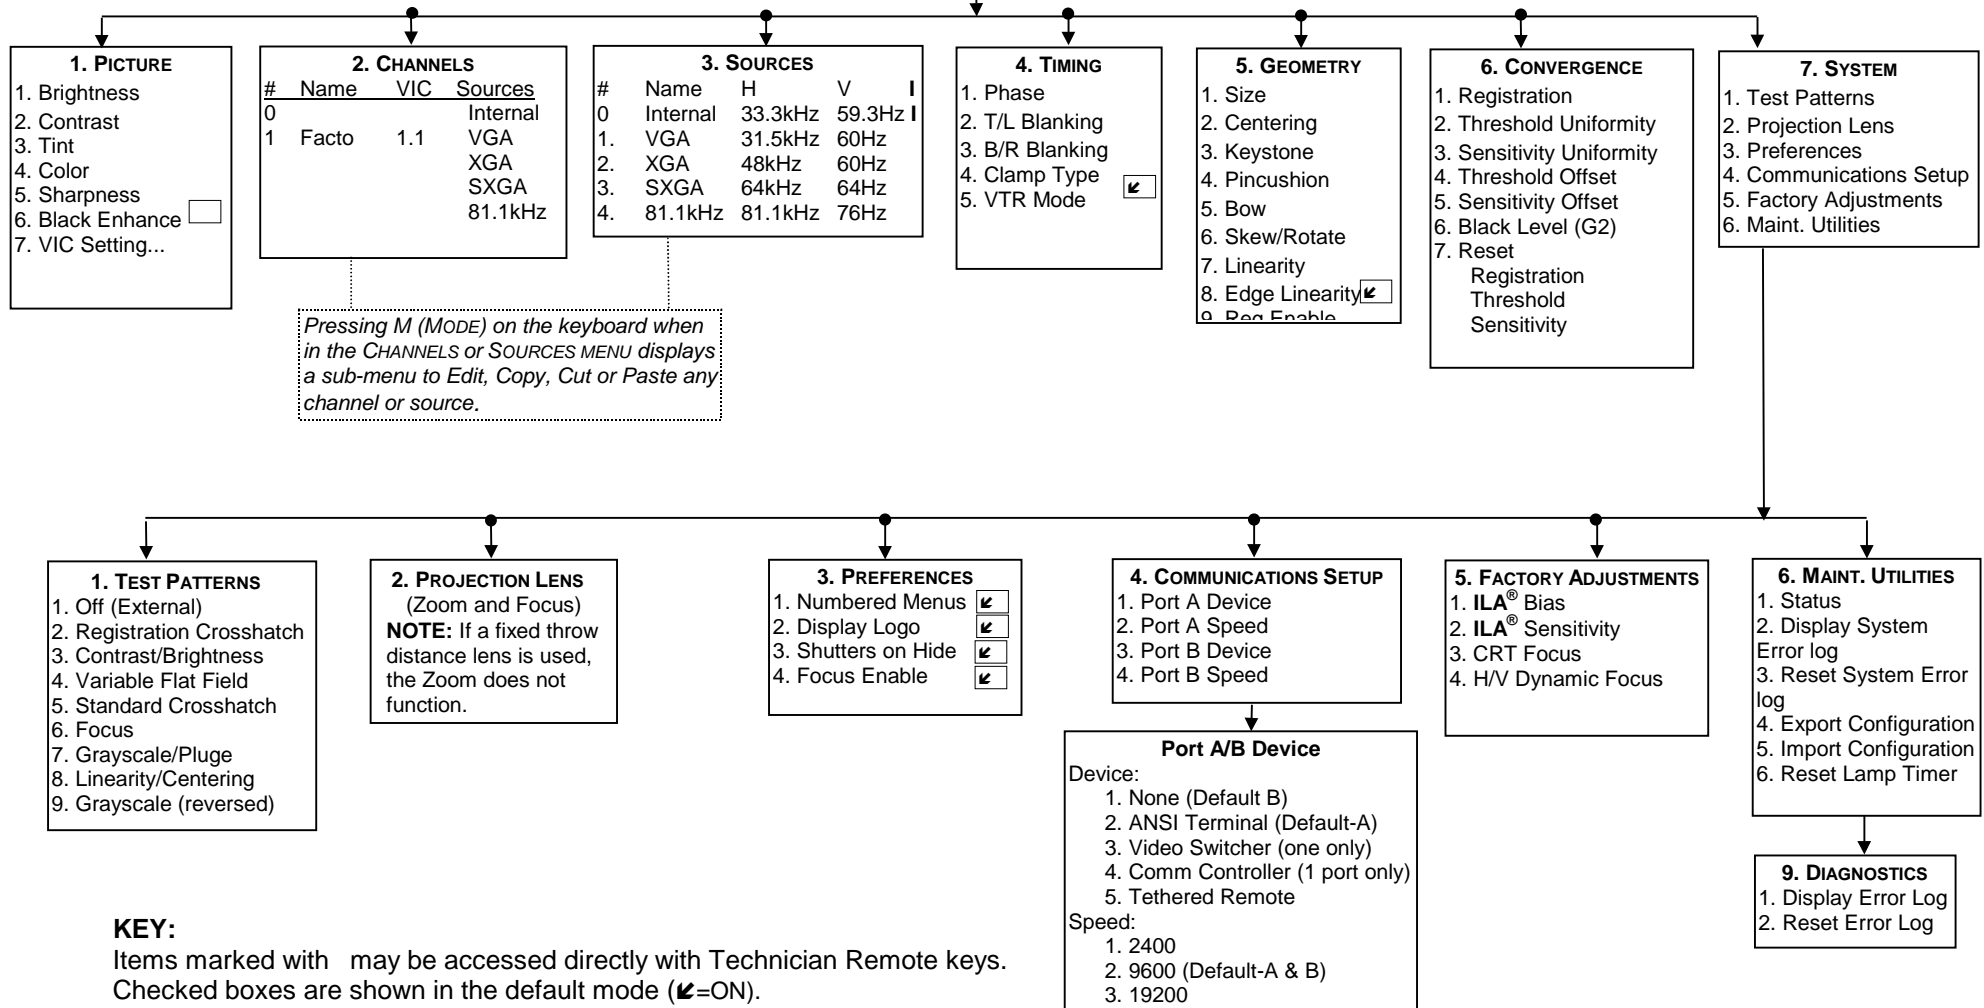 1. PICTURE
1. Brightness
2. Contrast
3. Tint
4. Color
5. Sharpness
6. Black Enhance
7. VIC Setting...
2. CHANNELS
# Name VIC Sources
0 Internal
1 Facto 1.1 VGA
XGA
SXGA
81.1kHz
3. SOURCES
# Name H V I
0 Internal 33.3kHz 59.3Hz I
1. VGA 31.5kHz 60Hz
2. XGA 48kHz 60Hz
3. SXGA 64kHz 64Hz
4. 81.1kHz 81.1kHz 76Hz
Pressing M (MODE) on the keyboard when
in the CHANNELS or SOURCES MENU displays
a sub-menu to Edit, Copy, Cut or Paste any
channel or source.
4. TIMING
1. Phase
2. T/L Blanking
3. B/R Blanking
4. Clamp Type
5. VTR Mode
5. GEOMETRY
1. Size
2. Centering
3. Keystone
4. Pincushion
5. Bow
6. Skew/Rotate
7. Linearity
8. Edge Linearity
9. Reg Enable
6. CONVERGENCE
1. Registration
2. Threshold Uniformity
3. Sensitivity Uniformity
4. Threshold Offset
5. Sensitivity Offset
6. Black Level (G2)
7. Reset
Registration
Threshold
Sensitivity
7. SYSTEM
1. Test Patterns
2. Projection Lens
3. Preferences
4. Communications Setup
5. Factory Adjustments
6. Maint. Utilities
1. TEST PATTERNS
1. Off (External)
2. Registration Crosshatch
3. Contrast/Brightness
4. Variable Flat Field
5. Standard Crosshatch
6. Focus
7. Grayscale/Pluge
8. Linearity/Centering
9. Grayscale (reversed)
2. PROJECTION LENS
(Zoom and Focus)
NOTE: If a fixed throw
distance lens is used,
the Zoom does not
function.
3. PREFERENCES
1. Numbered Menus
2. Display Logo
3. Shutters on Hide
4. Focus Enable
4. COMMUNICATIONS SETUP
1. Port A Device
2. Port A Speed
3. Port B Device
4. Port B Speed
Port A/B Device
Device:
1. None (Default B)
2. ANSI Terminal (Default-A)
3. Video Switcher (one only)
4. Comm Controller (1 port only)
5. Tethered Remote
Speed:
1. 2400
2. 9600 (Default-A & B)
3. 19200
5. FACTORY ADJUSTMENTS
1. ILA® Bias
2. ILA® Sensitivity
3. CRT Focus
4. H/V Dynamic Focus
6. MAINT. UTILITIES
1. Status
2. Display System
Error log
3. Reset System Error
log
4. Export Configuration
5. Import Configuration
6. Reset Lamp Timer
9. DIAGNOSTICS
1. Display Error Log
2. Reset Error Log
KEY:
Items marked with may be accessed directly with Technician Remote keys.
Checked boxes are shown in the default mode (🗹=ON).